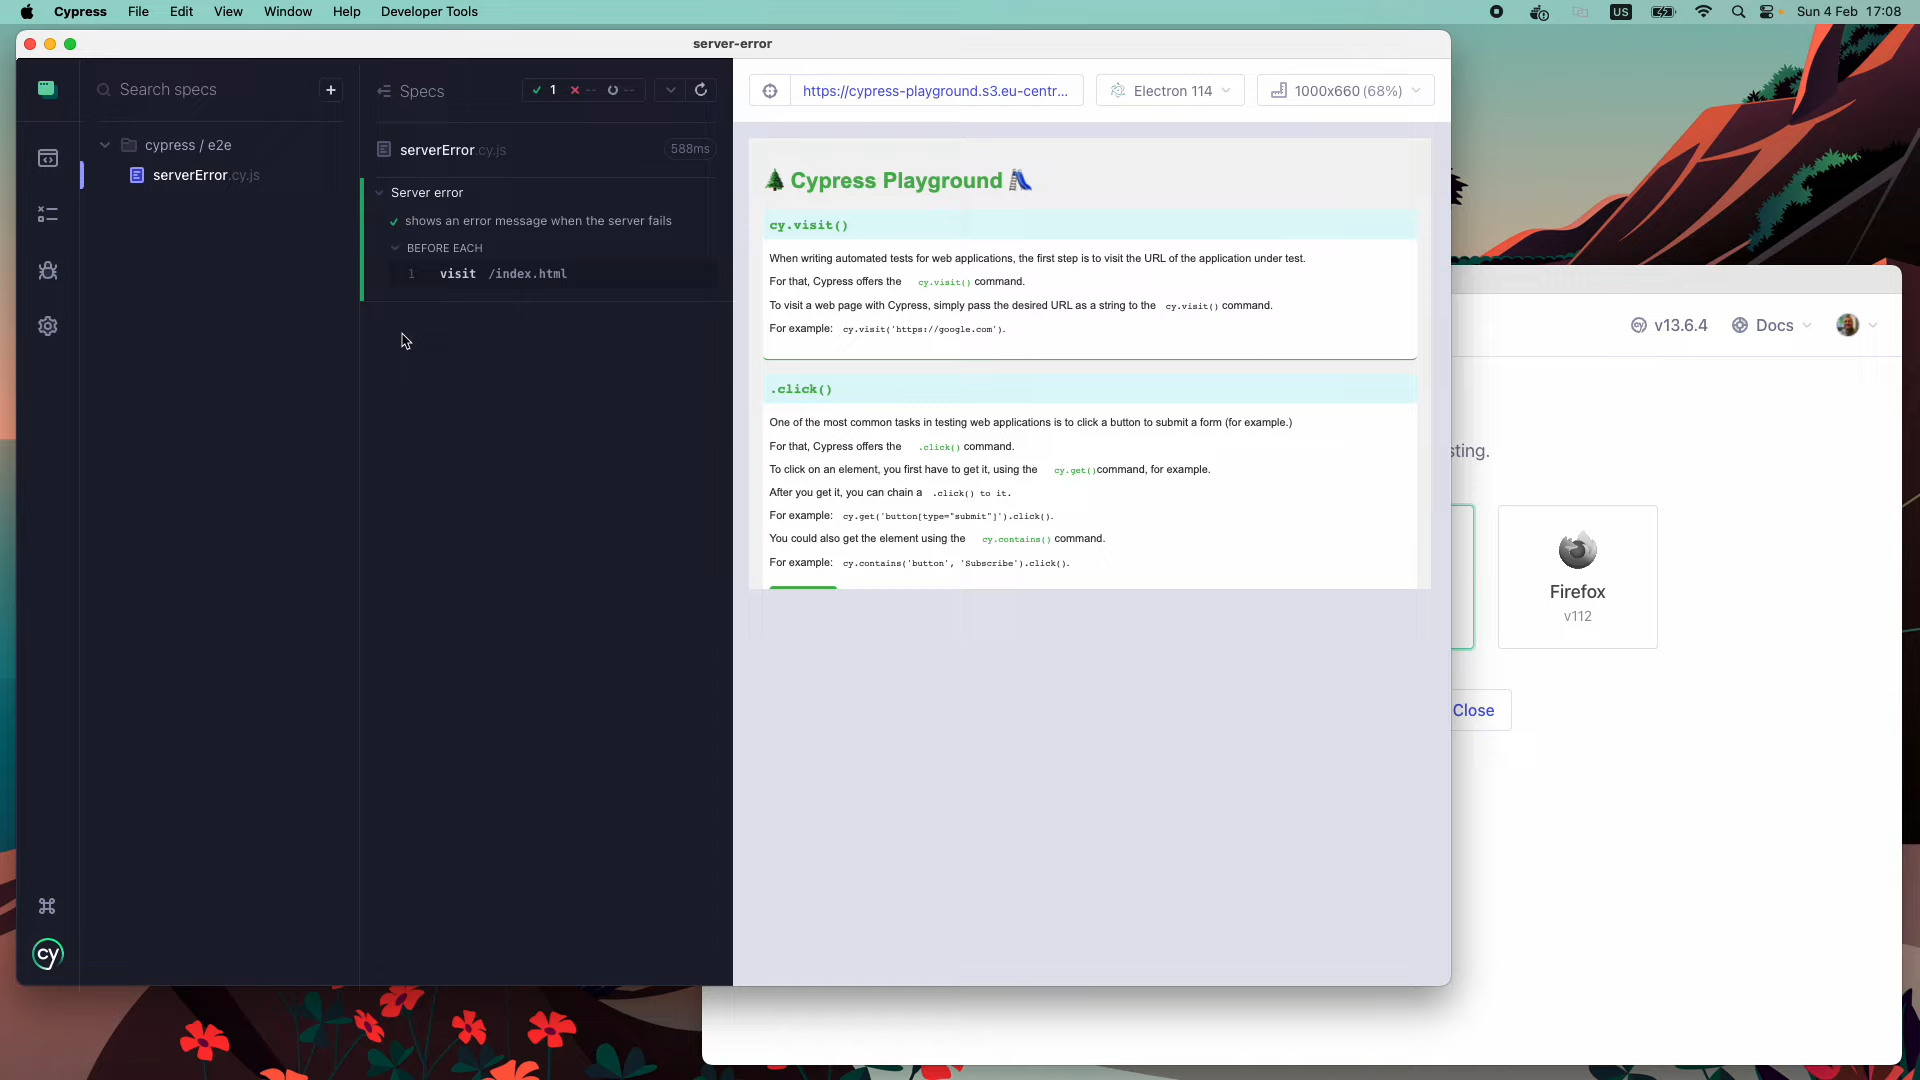 Cypress File Edit View Window Help Developer Tools
US
Sun 4 Feb 17:08
server-error
Search specs
+
cypress / e2e
serverError.cy.js
cy
Specs
1 -- --
serverError.cy.js
588ms
Server error
shows an error message when the server fails
BEFORE EACH
1 visit /index.html
https://cypress-playground.s3.eu-centr...
Electron 114
1000x660 (68%)
Cypress Playground
cy.visit()
When writing automated tests for web applications, the first step is to visit the URL of the application under test.
For that, Cypress offers the cy.visit() command.
To visit a web page with Cypress, simply pass the desired URL as a string to the cy.visit() command.
For example: cy.visit('https://google.com').
.click()
One of the most common tasks in testing web applications is to click a button to submit a form (for example.)
For that, Cypress offers the .click() command.
To click on an element, you first have to get it, using the cy.get()command, for example.
After you get it, you can chain a .click() to it.
For example: cy.get('button[type="submit"]').click().
You could also get the element using the cy.contains() command.
For example: cy.contains('button', 'Subscribe').click().
v13.6.4
Docs
sting.
Firefox
v112
Close